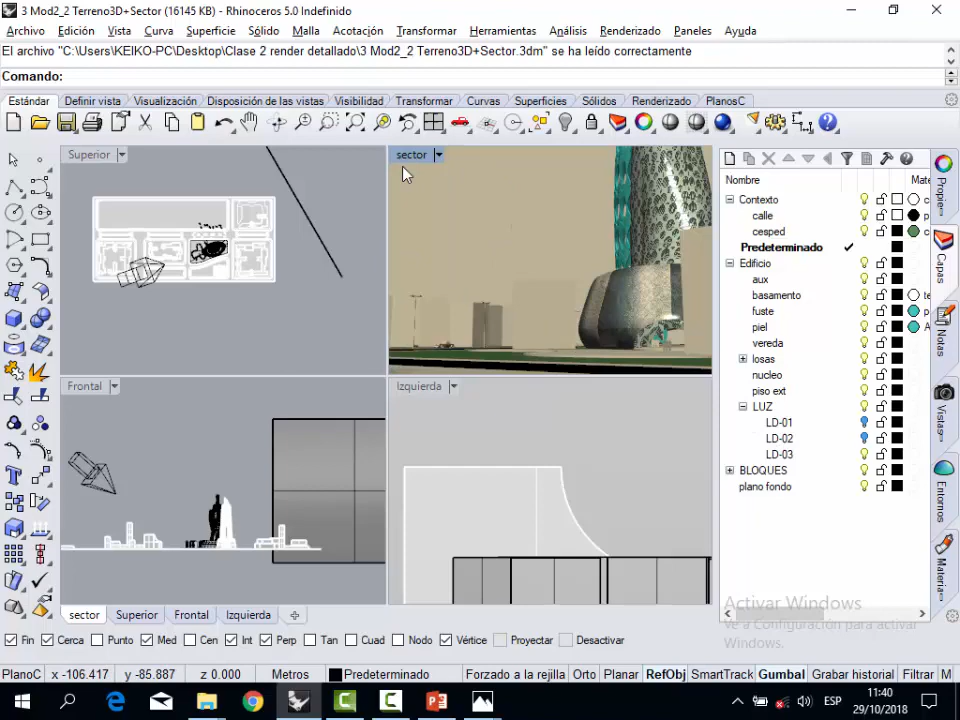 3 Mod2_2 Terreno3D+Sector (16145 KB) - Rhinoceros 5.0 Indefinido
Archivo Edición Vista Curva Superficie Sólido Malla Acotación Transformar Herramientas Análisis Renderizado Paneles Ayuda
El archivo "C:\Users\KEIKO-PC\Desktop\Clase 2 render detallado\3 Mod2_2 Terreno3D+Sector.3dm" se ha leído correctamente
Comando:
Estándar Definir vista Visualización Disposición de las vistas Visibilidad Transformar Curvas Superficies Sólidos Renderizado PlanosC
Superior
sector
Frontal
Izquierda
Nombre Mate
Contexto
calle p
cesped c
Predeterminado
Edificio
aux
basamento te
fuste p
piel A
vereda
losas
nucleo
piso ext
LUZ
LD-01
LD-02
LD-03
BLOQUES
plano fondo
Propie
Capas
Notas
Vistas
Entornos
Materia
sector Superior Frontal Izquierda
Activar Windows
Ve a Configuración para activar
Windows.
Fin Cerca Punto Med Cen Int Perp Tan Cuad Nodo Vértice Proyectar Desactivar
PlanoC x -106.417 y -85.887 z 0.000 Metros Predeterminado Forzado a la rejilla Orto Planar RefObj SmartTrack Gumbal Grabar historial Filtrar M
ESP
11:40
29/10/2018